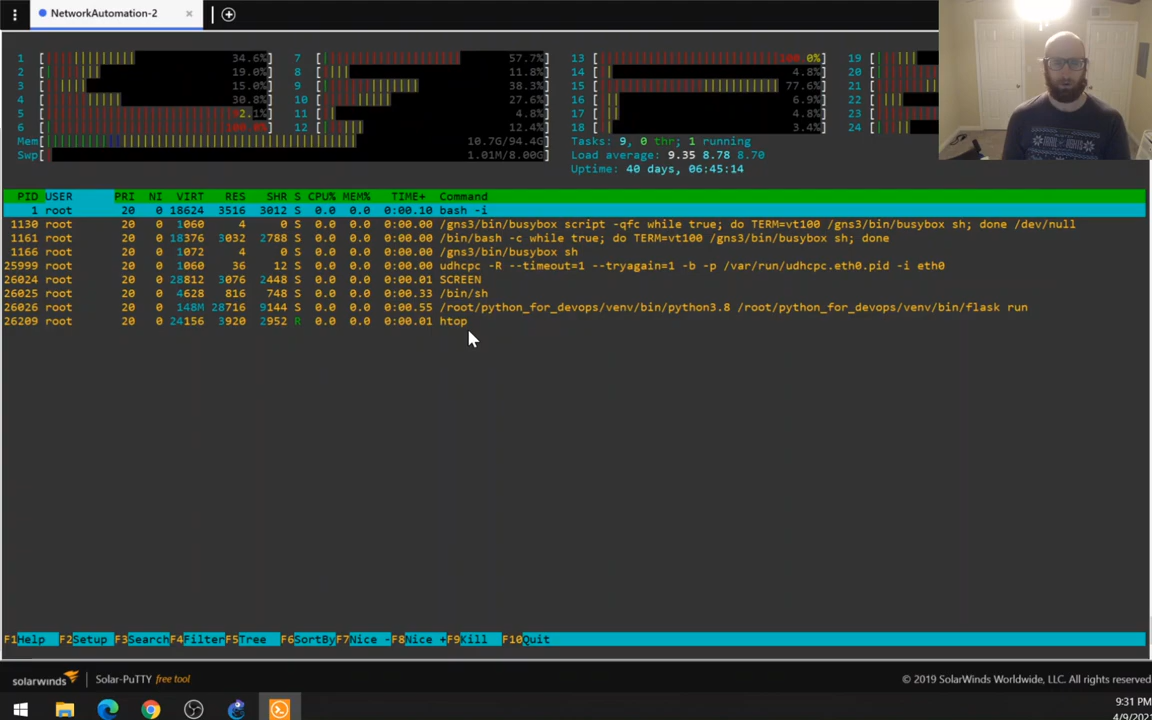 NetworkAutomation-2
1 [ 34.6%] 7 [ 57.7%] 13 [ 0%] 19 [
2 [ 19.0%] 8 [ 11.8%] 14 [ 4.8%] 20 [
3 [ 15.0%] 9 [ 38.3%] 15 [ 77.6%] 21 [
4 [ 30.8%] 10 [ 27.6%] 16 [ 6.9%] 22 [
5 [ 2.1%] 11 [ 4.8%] 17 [ 4.8%] 23 [
6 [ 100.0%] 12 [ 12.4%] 18 [ 3.4%] 24 [
Mem[ 10.7G/94.4G] Tasks: 9, 0 thr; 1 running
Swp[ 1.01M/8.00G] Load average: 9.35 8.78 8.70
Uptime: 40 days, 06:45:14
PID USER PRI NI VIRT RES SHR S CPU% MEM% TIME+ Command
1 root 20 0 18624 3516 3012 S 0.0 0.0 0:00.10 bash -i
1130 root 20 0 1060 4 0 S 0.0 0.0 0:00.00 /gns3/bin/busybox script -qfc while true; do TERM=vt100 /gns3/bin/busybox sh; done /dev/null
1161 root 20 0 18376 3032 2788 S 0.0 0.0 0:00.00 /bin/bash -c while true; do TERM=vt100 /gns3/bin/busybox sh; done
1166 root 20 0 1072 4 0 S 0.0 0.0 0:00.00 /gns3/bin/busybox sh
25999 root 20 0 1060 36 12 S 0.0 0.0 0:00.00 udhcpc -R --timeout=1 --tryagain=1 -b -p /var/run/udhcpc.eth0.pid -i eth0
26024 root 20 0 28812 3076 2448 S 0.0 0.0 0:00.01 SCREEN
26025 root 20 0 4628 816 748 S 0.0 0.0 0:00.33 /bin/sh
26026 root 20 0 148M 28716 9144 S 0.0 0.0 0:00.55 /root/python_for_devops/venv/bin/python3.8 /root/python_for_devops/venv/bin/flask run
26209 root 20 0 24156 3920 2952 R 0.0 0.0 0:00.01 htop
F1Help F2Setup F3SearchF4FilterF5Tree F6SortByF7Nice -F8Nice +F9Kill F10Quit
solarwinds Solar-PuTTY free tool © 2019 SolarWinds Worldwide, LLC. All rights reserved
9:31 PM